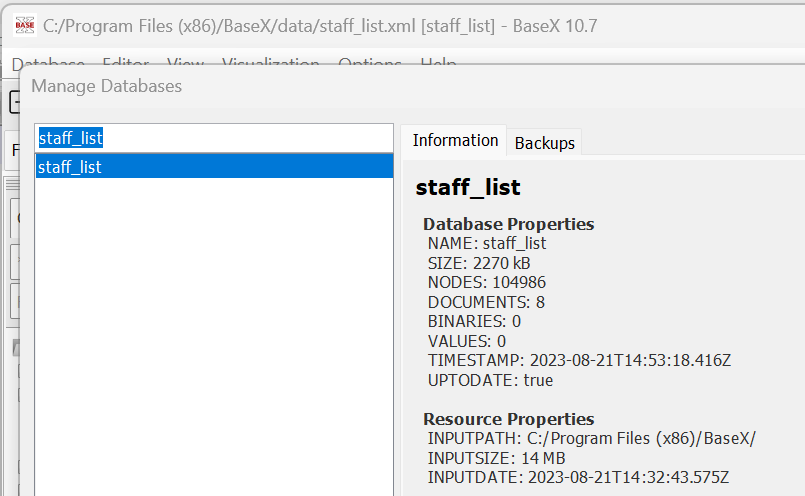 BASE
C:/Program Files (x86)/BaseX/data/staff_list.xml [staff_list] - BaseX 10.7
Database Editor View Visualization Options Help
Manage Databases
staff_list
staff_list
Information Backups
staff_list
Database Properties
NAME: staff_list
SIZE: 2270 kB
NODES: 104986
DOCUMENTS: 8
BINARIES: 0
VALUES: 0
TIMESTAMP: 2023-08-21T14:53:18.416Z
UPTODATE: true
Resource Properties
INPUTPATH: C:/Program Files (x86)/BaseX/
INPUTSIZE: 14 MB
INPUTDATE: 2023-08-21T14:32:43.575Z